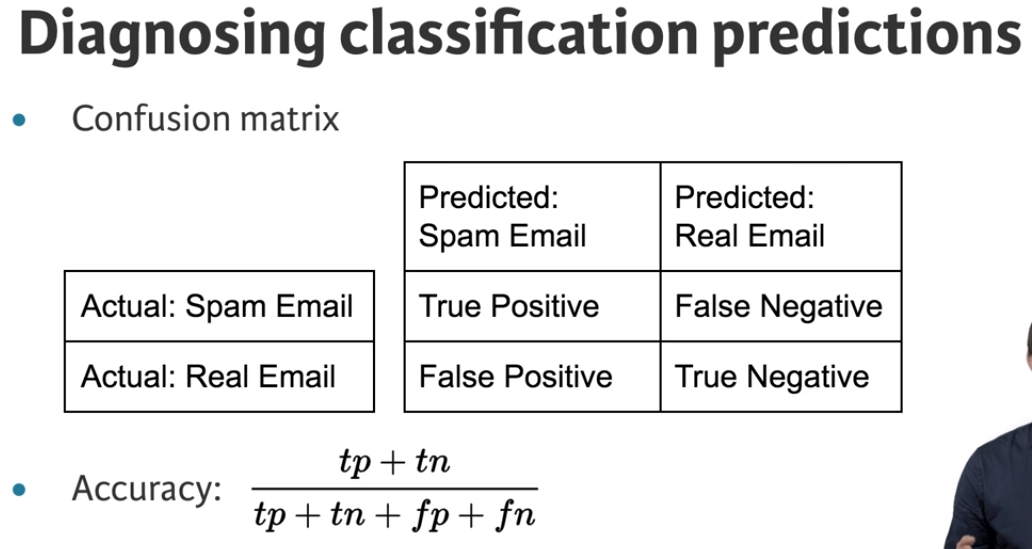 Diagnosing classification predictions
• Confusion matrix
Predicted: Predicted:
Spam Email Real Email
Actual: Spam Email True Positive False Negative
Actual: Real Email False Positive True Negative
tp + tn
• Accuracy:
tp + tn + fp + fn